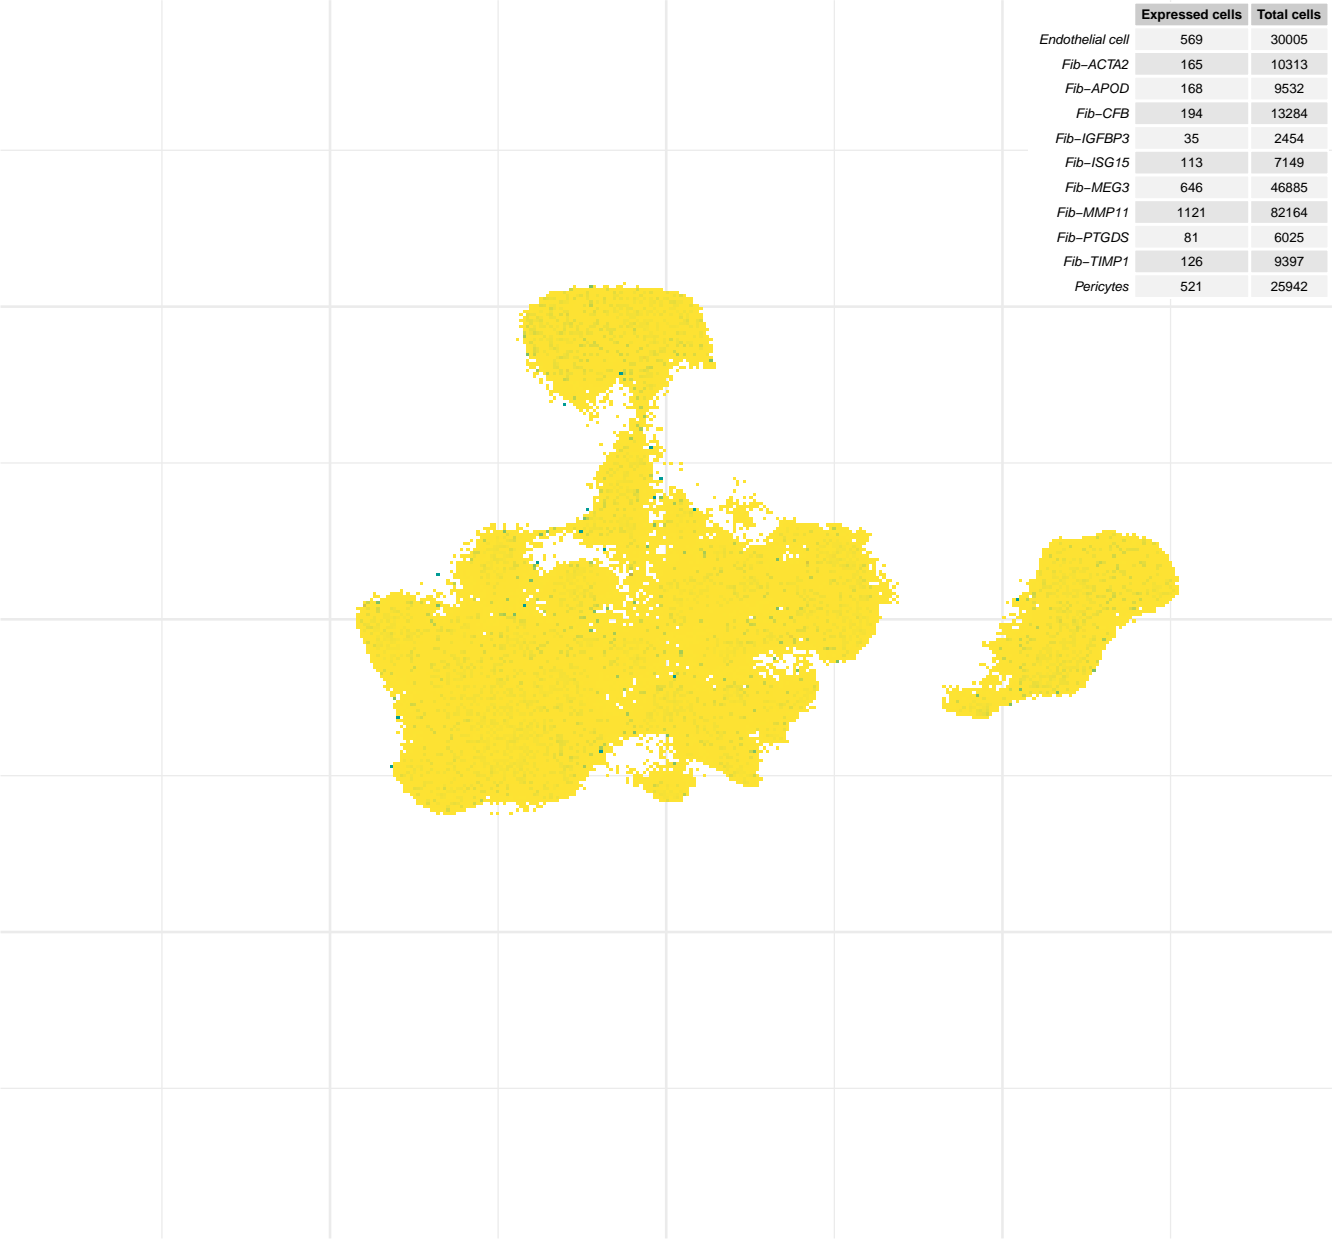 Expressed cells Total cells
Endothelial cell 569 30005
Fib−ACTA2 165 10313
Fib−APOD 168 9532
Fib−CFB 194 13284
Fib−IGFBP3 35 2454
Fib−ISG15 113 7149
Fib−MEG3 646 46885
Fib−MMP11 1121 82164
Fib−PTGDS 81 6025
Fib−TIMP1 126 9397
Pericytes 521 25942